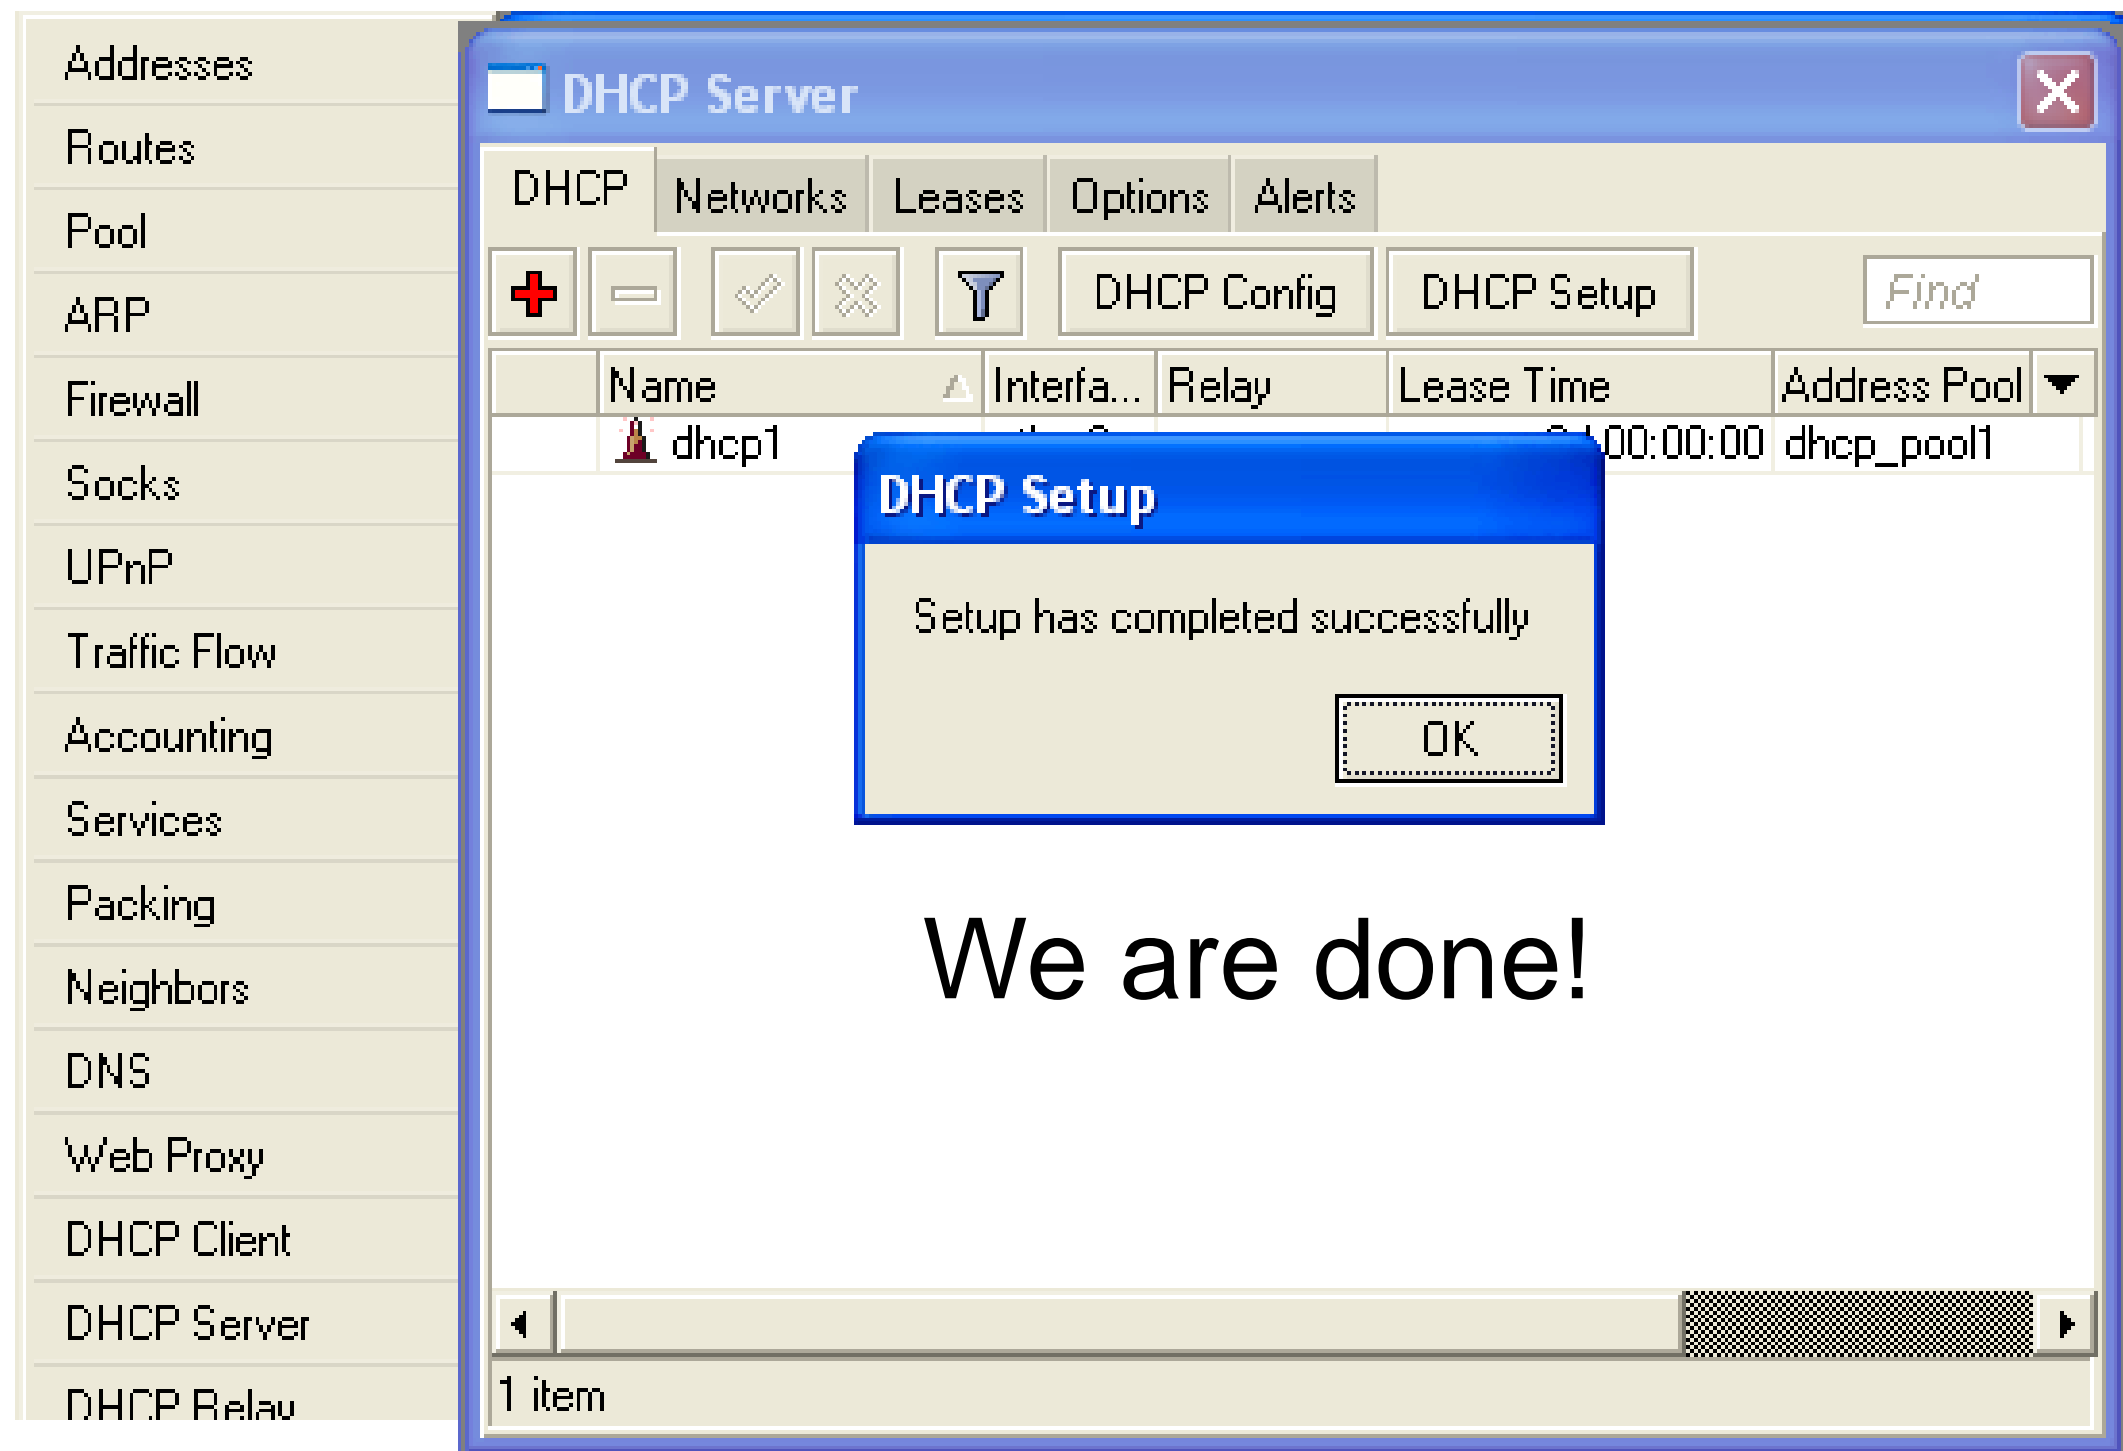 Addresses
Routes
Pool
ARP
Firewall
Socks
UPnP
Traffic Flow
Accounting
Services
Packing
Neighbors
DNS
Web Proxy
DHCP Client
DHCP Server
DHCP Relay
DHCP Server
DHCP Networks Leases Options Alerts
DHCP Config DHCP Setup Find
Name Interfa... Relay Lease Time Address Pool
dhcp1 00:00:00 dhcp_pool1
DHCP Setup
Setup has completed successfully
OK
We are done!
1 item